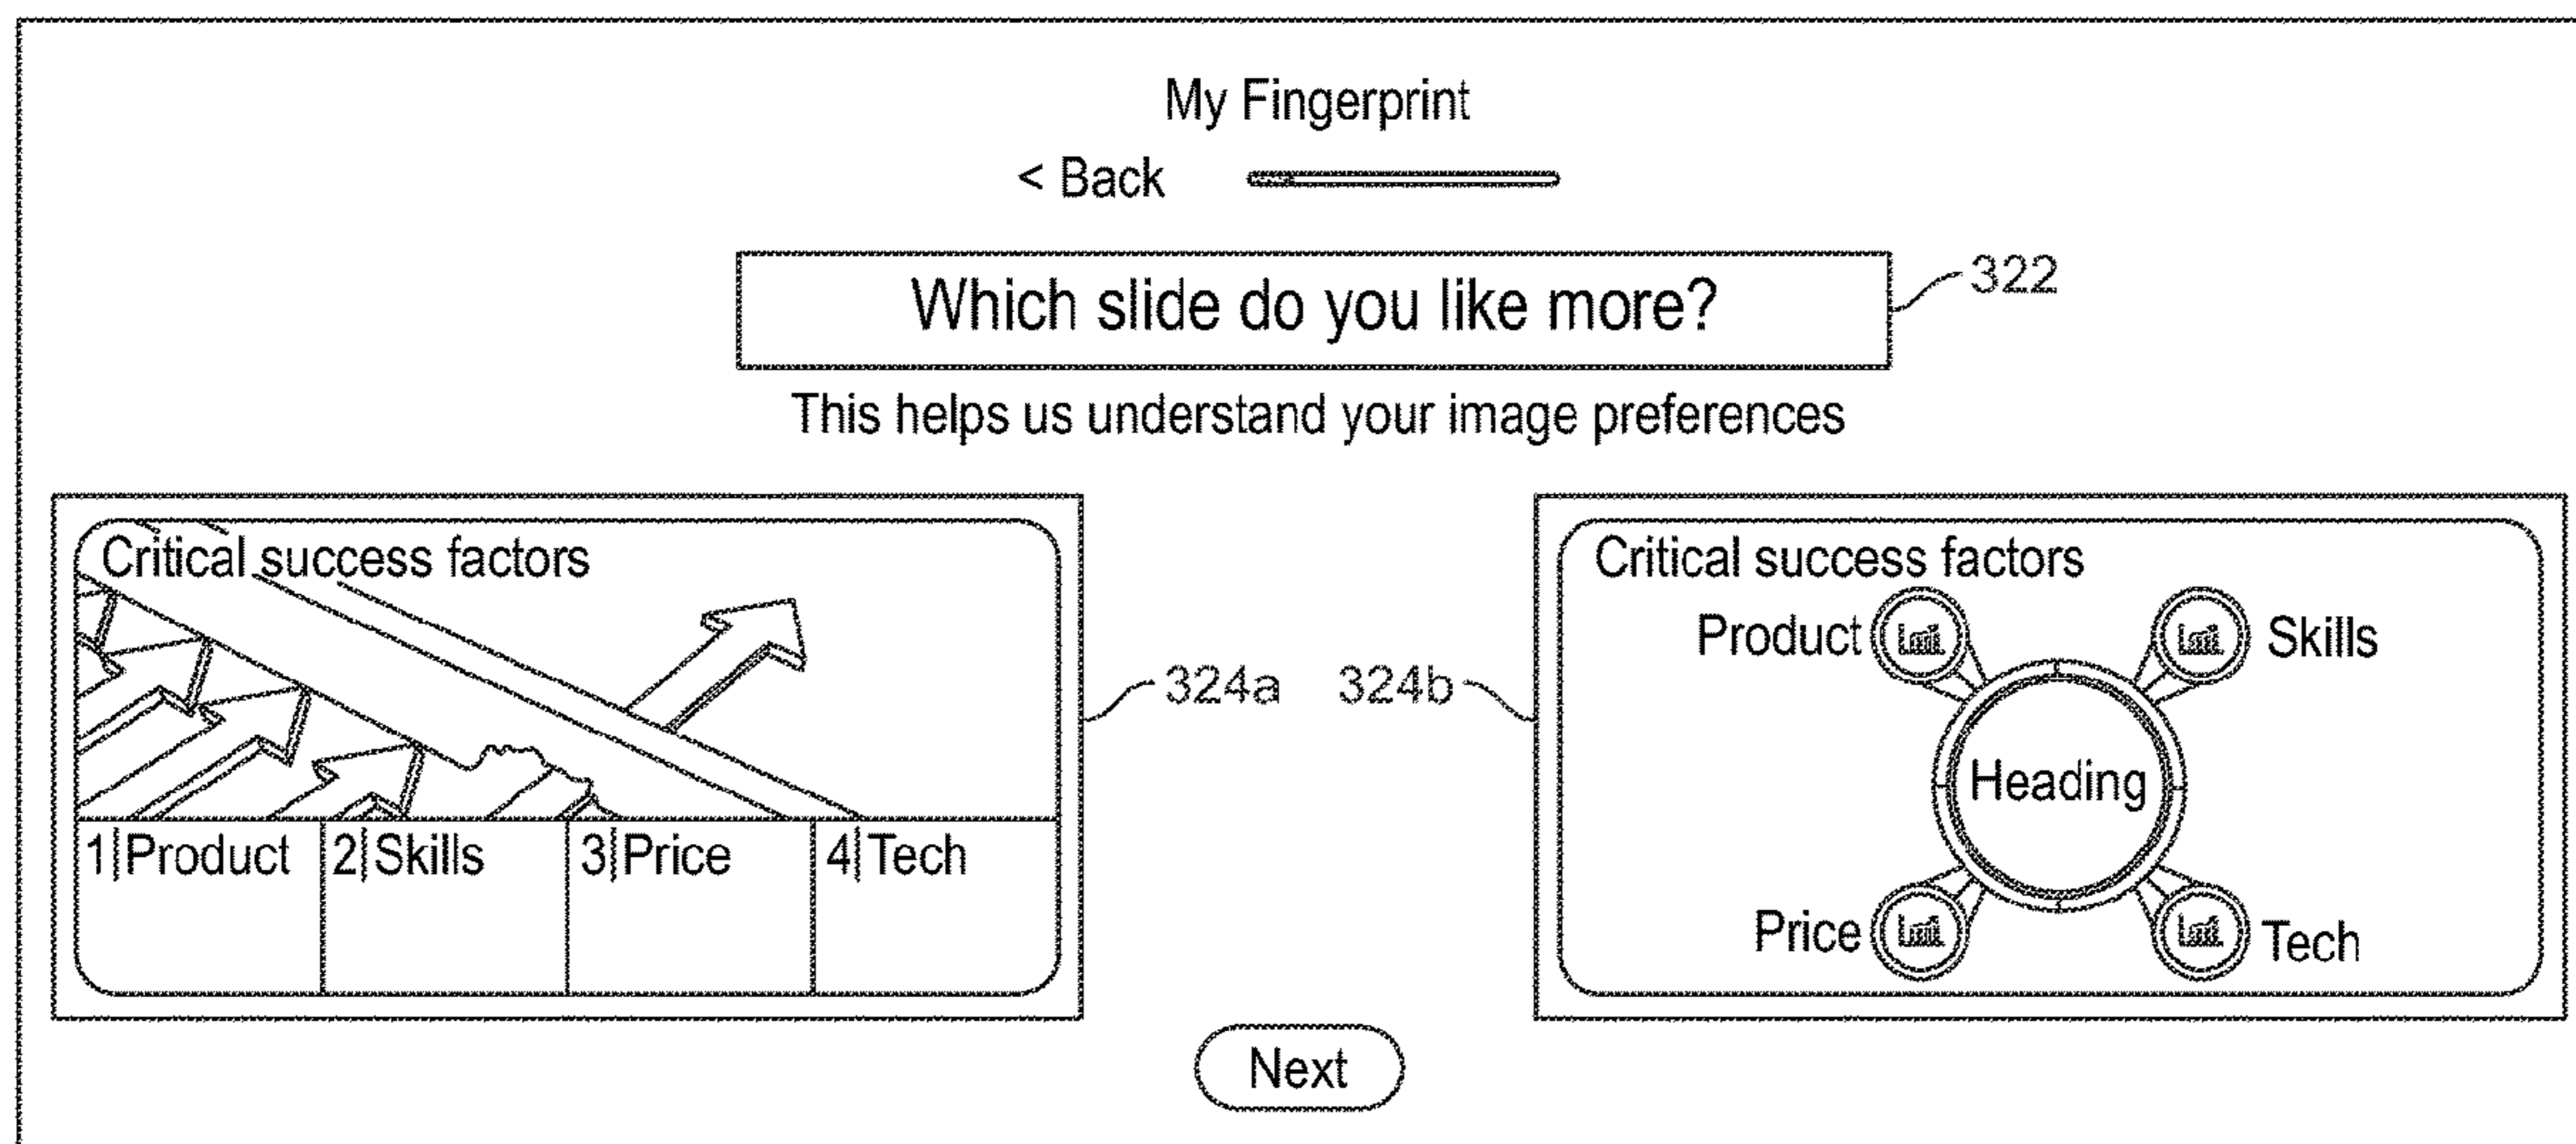 My Fingerprint
< Back
Which slide do you like more?
322
This helps us understand your image preferences
Critical success factors
1|Product 2|Skills 3|Price 4|Tech
324a
324b
Critical success factors
Product Skills
Heading
Price Tech
Next